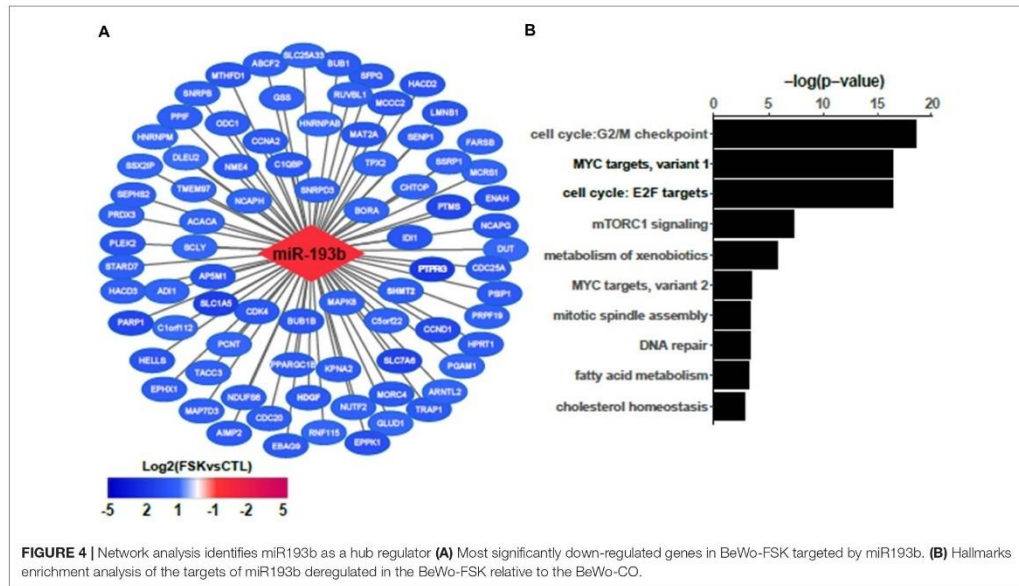 A
SLC25A33
ABCF2
BUB1
MTHFD1
SFPQ
HACD2
SNRPB
GSS
RUVBL1
MCCC2
LMNB1
PPIF
ODC1
HNRNPAB
MAT2A
SENP1
HNRNPM
CCNA2
FARSB
DLEU2
C1QBP
TPX2
SSRP1
SSX2IP
NME4
MCRS1
TMEM97
SNRPD3
CHTOP
SEPHS2
NCAPH
PTMS
ENAH
PRDX3
ACACA
BORA
NCAPG
PLEK2
SCLY
IDI1
DUT
miR-193b
STARD7
AP5M1
PTPRG
CDC25A
HACD3
ADI1
SHMT2
PSIP1
SLC1A5
MAPK8
PARP1
CDK4
PRPF19
C1orf112
BUB1B
C5orf22
CCND1
HPRT1
PCNT
HELLS
PPARGC1B
KPNA2
SLC7A6
PGAM1
EPHX1
TACC3
NDUFS6
HDGF
MORC4
ARNTL2
MAP7D3
CDC20
NUTF2
TRAP1
AIMP2
RNF115
GLUD1
EBAG9
EPPK1
Log2(FSKvsCTL)
-5 2 1 -1 -2 5
B
-log(p-value)
0 5 10 15 20
cell cycle:G2/M checkpoint
MYC targets, variant 1
cell cycle: E2F targets
mTORC1 signaling
metabolism of xenobiotics
MYC targets, variant 2
mitotic spindle assembly
DNA repair
fatty acid metabolism
cholesterol homeostasis
FIGURE 4 | Network analysis identifies miR193b as a hub regulator (A) Most significantly down-regulated genes in BeWo-FSK targeted by miR193b. (B) Hallmarks
enrichment analysis of the targets of miR193b deregulated in the BeWo-FSK relative to the BeWo-CO.